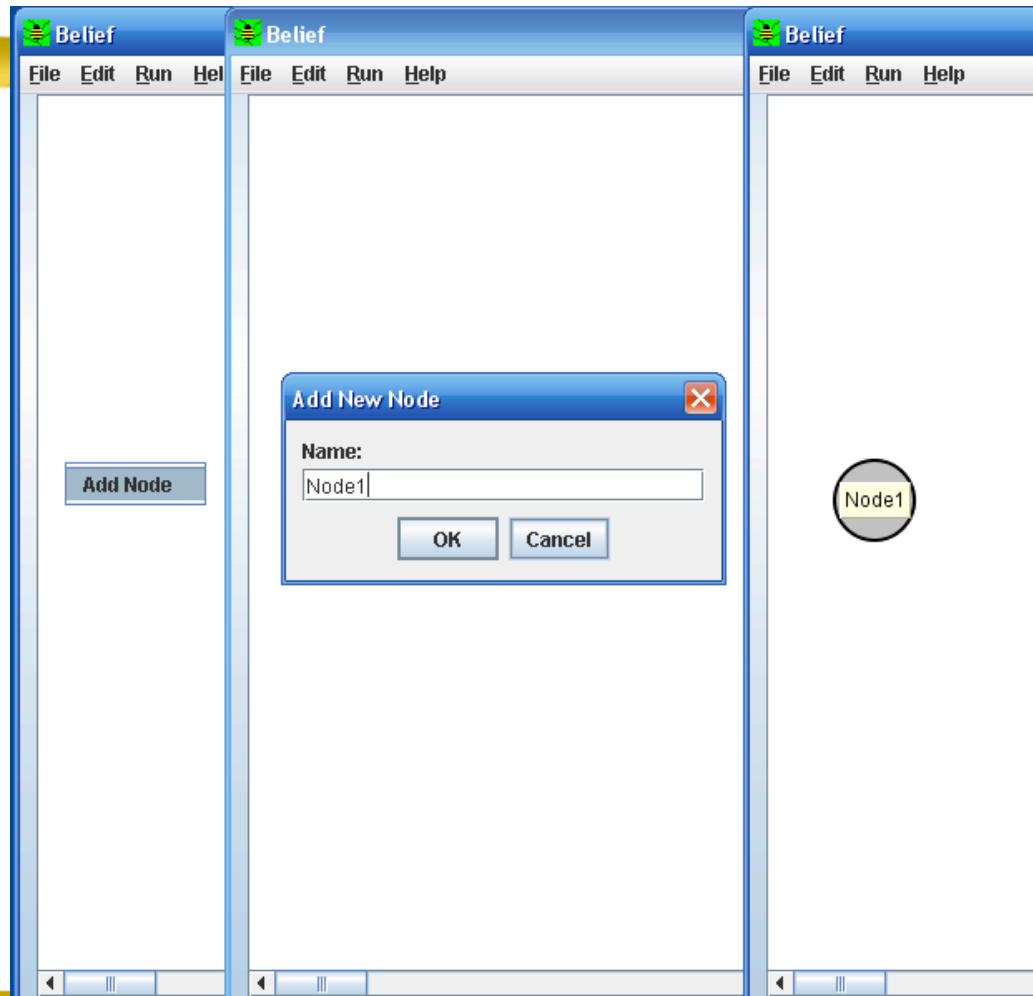 Belief
File Edit Run Hel
Add Node
Belief
File Edit Run Help
Add New Node
Name:
Node1
OK Cancel
Belief
File Edit Run Help
Node1